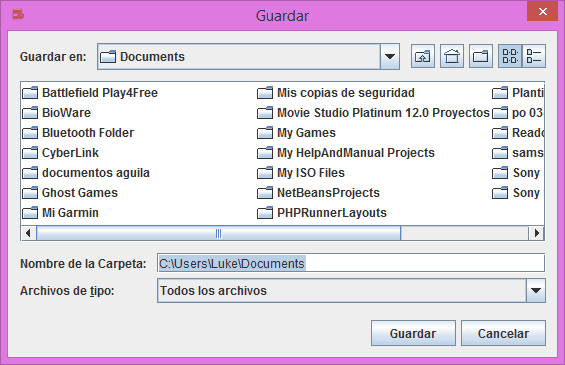 Guardar
Guardar en: Documents
Battlefield Play4Free
BioWare
Bluetooth Folder
CyberLink
documentos aguila
Ghost Games
Mi Garmin
Mis copias de seguridad
Movie Studio Platinum 12.0 Proyectos
My Games
My HelpAndManual Projects
My ISO Files
NetBeansProjects
PHPRunnerLayouts
Planti
po 03
Reado
sams
Sony
Sony
Nombre de la Carpeta: C:\Users\Luke\Documents
Archivos de tipo: Todos los archivos
Guardar Cancelar